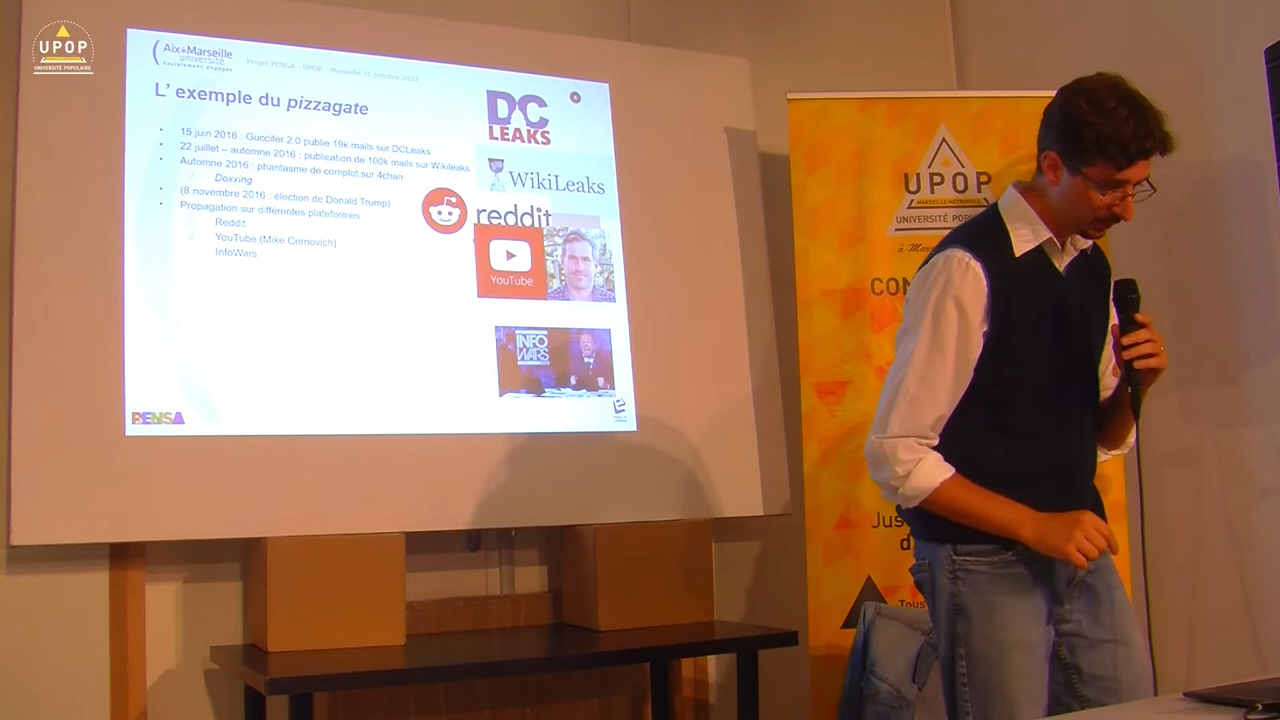 UPOP
UNIVERSITÉ POPULAIRE
Aix+Marseille
université
Socialement engagée
Projet PENSA – UPOP – Marseille 31 octobre 2022
L' exemple du pizzagate
• 15 juin 2016 : Guccifer 2.0 publie 19k mails sur DCLeaks
• 22 juillet – automne 2016 : publication de 100k mails sur Wikileaks
• Automne 2016 : phantasme de complot sur 4chan
Doxxing
• (8 novembre 2016 : élection de Donald Trump)
• Propagation sur différentes plateformes
Reddit
YouTube (Mike Cernovich)
InfoWars
DC
LEAKS
WikiLeaks
reddit
YouTube
INFO
WARS
PENSA
UPOP
MARSEILLE MÉTROPOLE
UNIVERSITÉ POPU
à Mar
CON
Jus
d
Tous